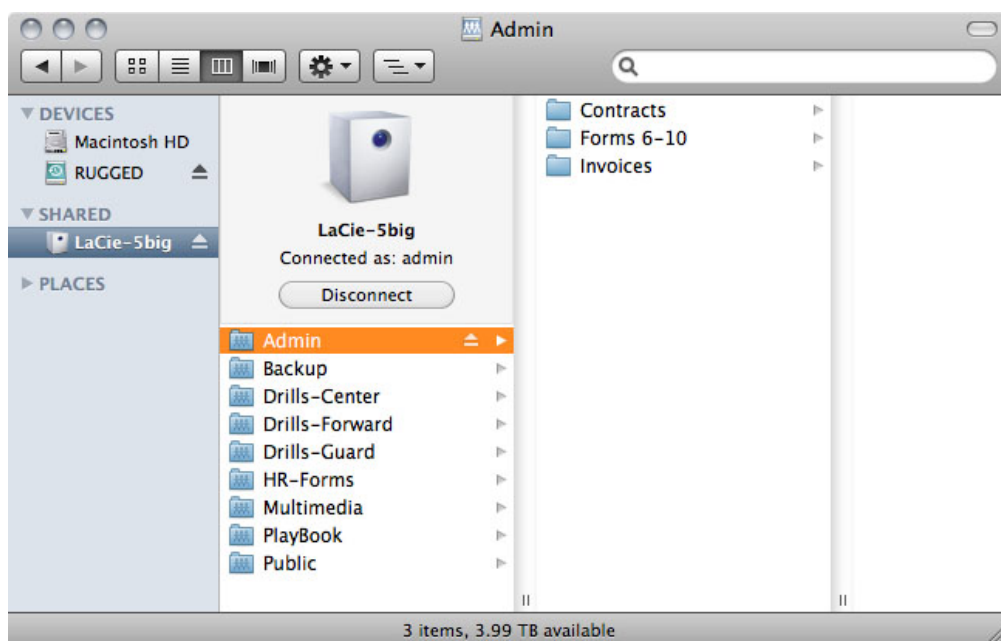 Admin
DEVICES
Macintosh HD
RUGGED
SHARED
LaCie-5big
PLACES
LaCie-5big
Connected as: admin
Disconnect
Admin
Backup
Drills-Center
Drills-Forward
Drills-Guard
HR-Forms
Multimedia
PlayBook
Public
Contracts
Forms 6-10
Invoices
3 items, 3.99 TB available